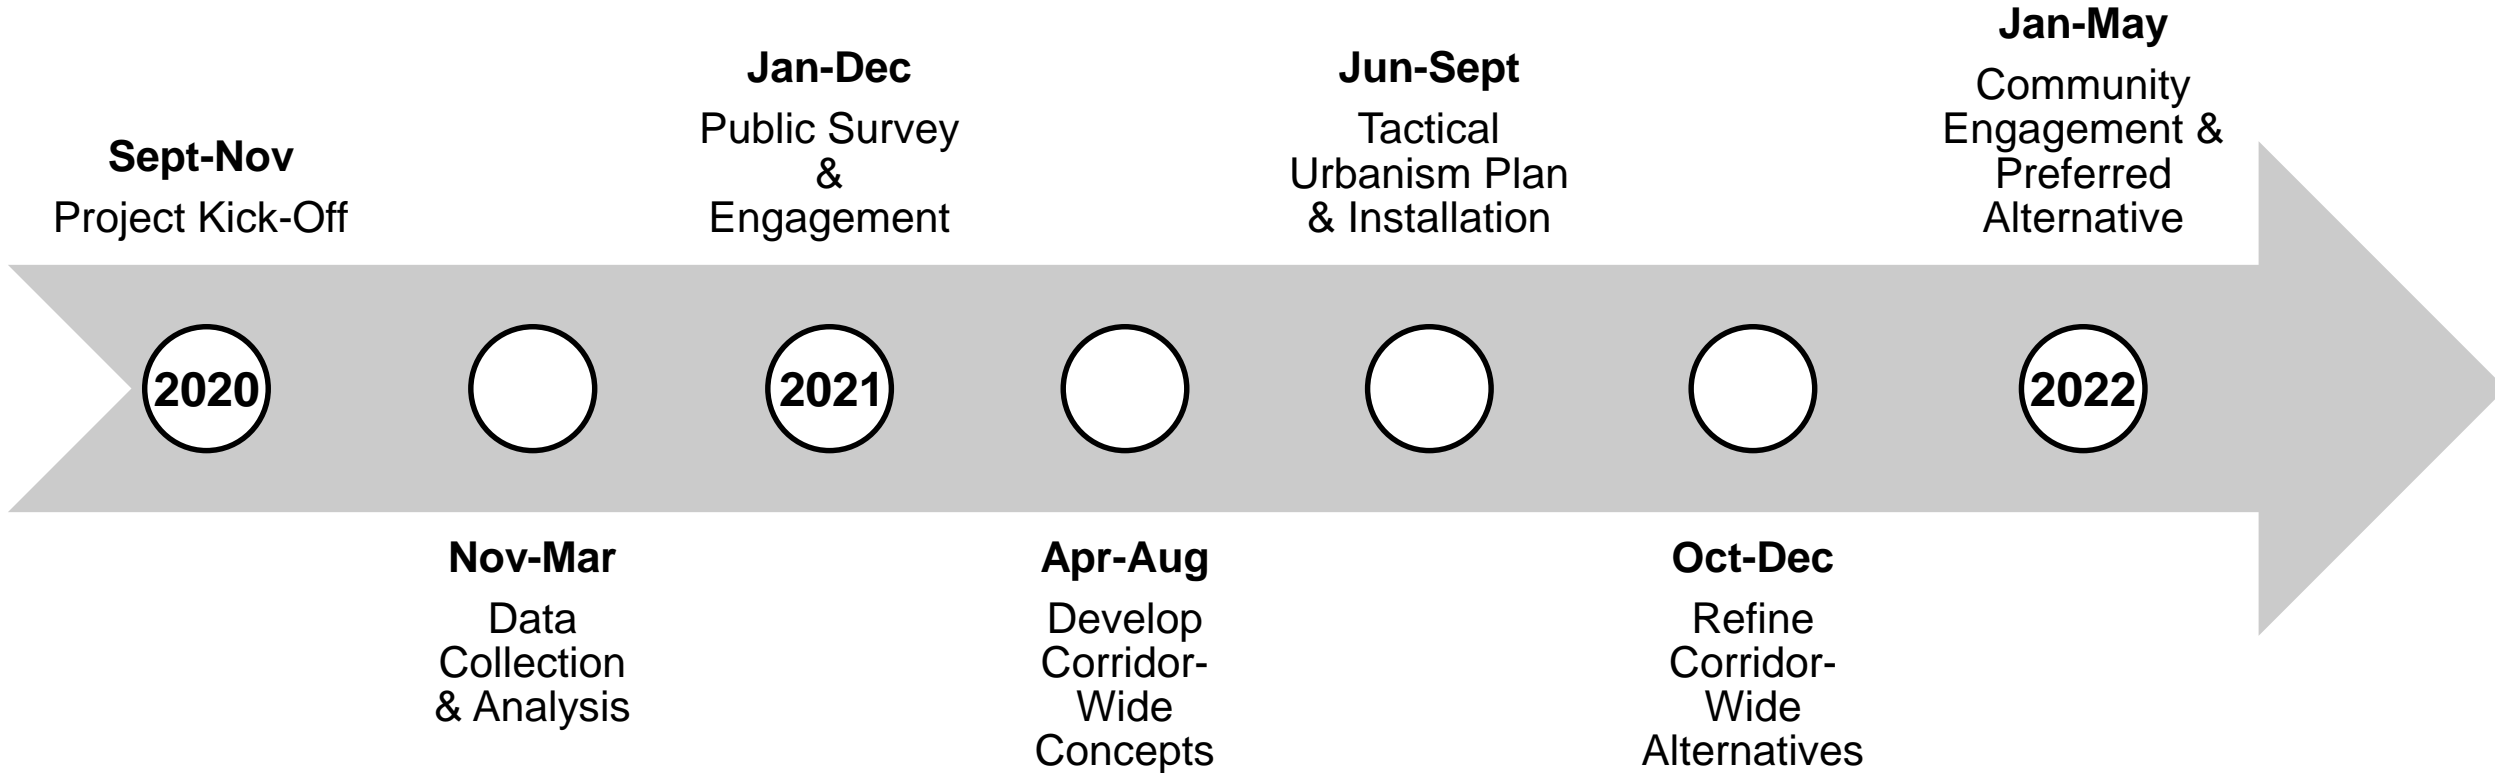 Sept-Nov
Project Kick-Off
2020
Nov-Mar
Data
Collection
& Analysis
Jan-Dec
Public Survey
&
Engagement
2021
Apr-Aug
Develop
Corridor-
Wide
Concepts
Jun-Sept
Tactical
Urbanism Plan
& Installation
Oct-Dec
Refine
Corridor-
Wide
Alternatives
Jan-May
Community
Engagement &
Preferred
Alternative
2022